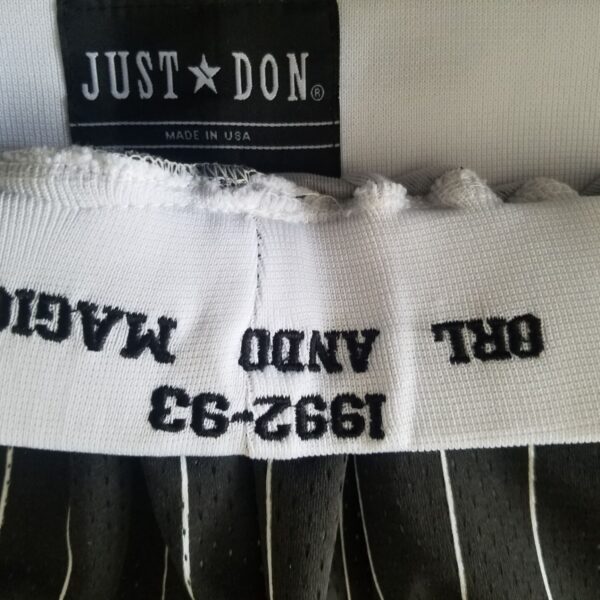 JUST★DON®
MADE IN USA
1992-93
ORL ANDO MAGIC